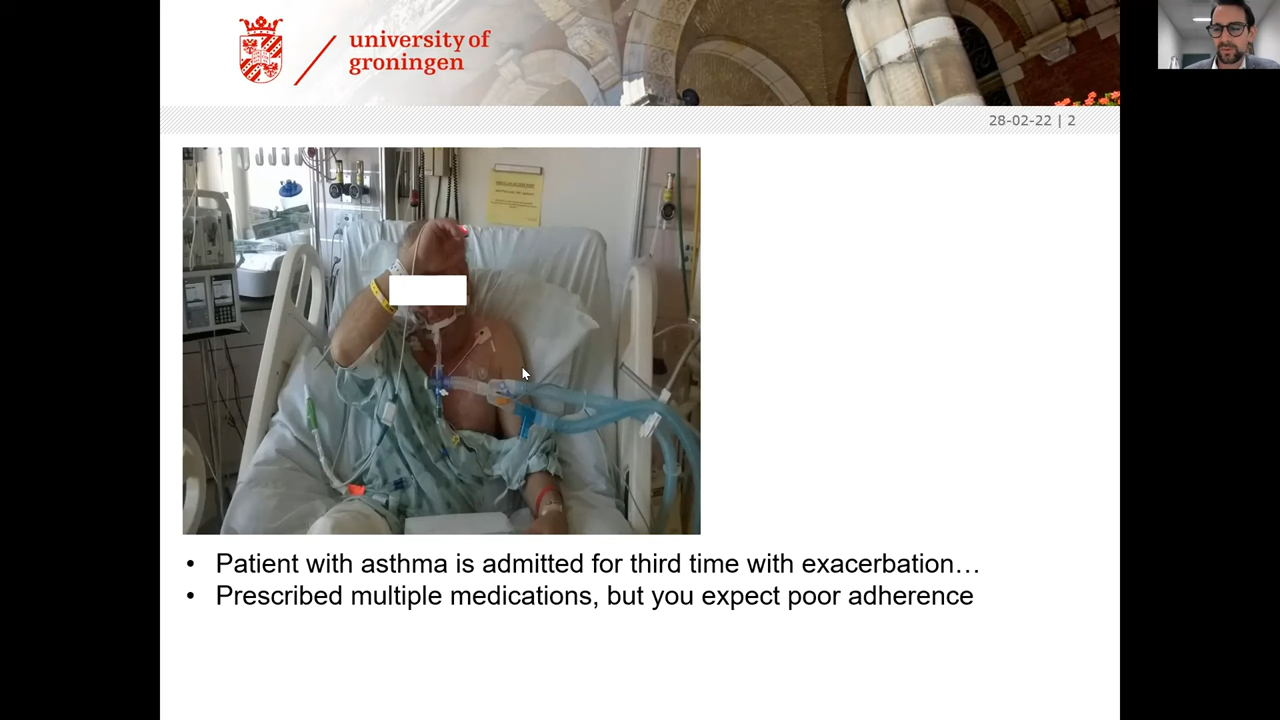 university of
groningen
28-02-22 | 2
• Patient with asthma is admitted for third time with exacerbation…
• Prescribed multiple medications, but you expect poor adherence